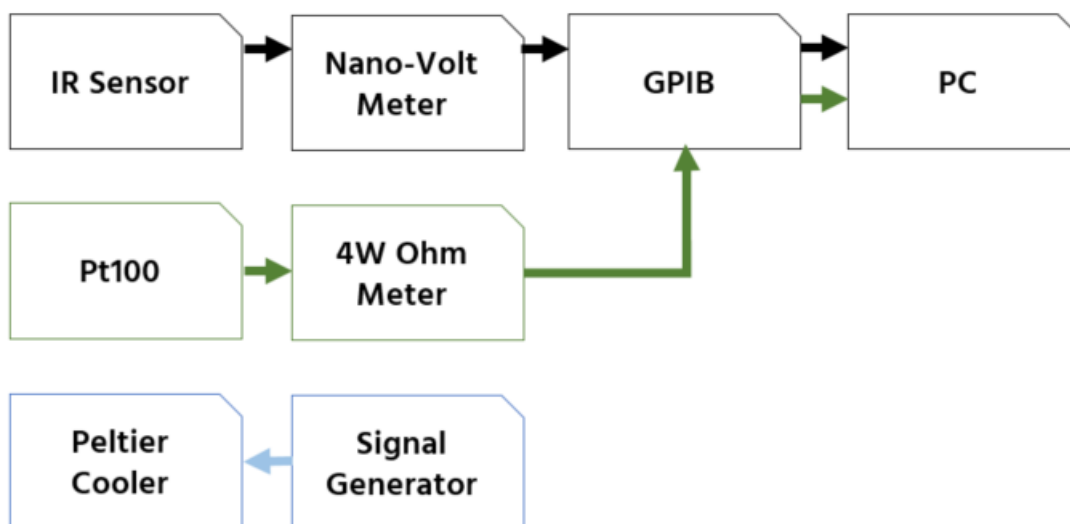 IR Sensor
Nano-Volt
Meter
GPIB
PC
Pt100
4W Ohm
Meter
Peltier
Cooler
Signal
Generator